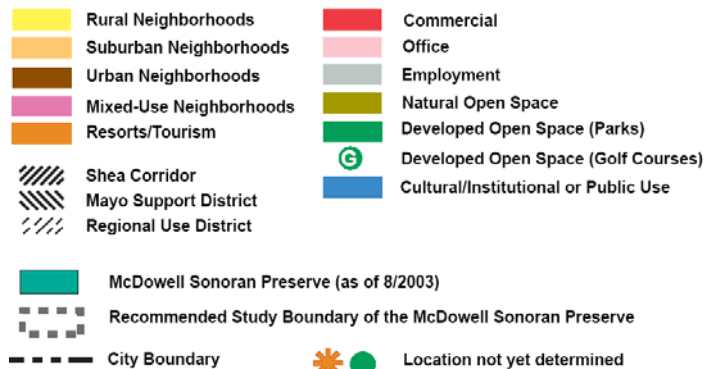 Rural Neighborhoods
Suburban Neighborhoods
Urban Neighborhoods
Mixed-Use Neighborhoods
Resorts/Tourism
Shea Corridor
Mayo Support District
Regional Use District
Commercial
Office
Employment
Natural Open Space
Developed Open Space (Parks)
G Developed Open Space (Golf Courses)
Cultural/Institutional or Public Use
McDowell Sonoran Preserve (as of 8/2003)
Recommended Study Boundary of the McDowell Sonoran Preserve
City Boundary
Location not yet determined